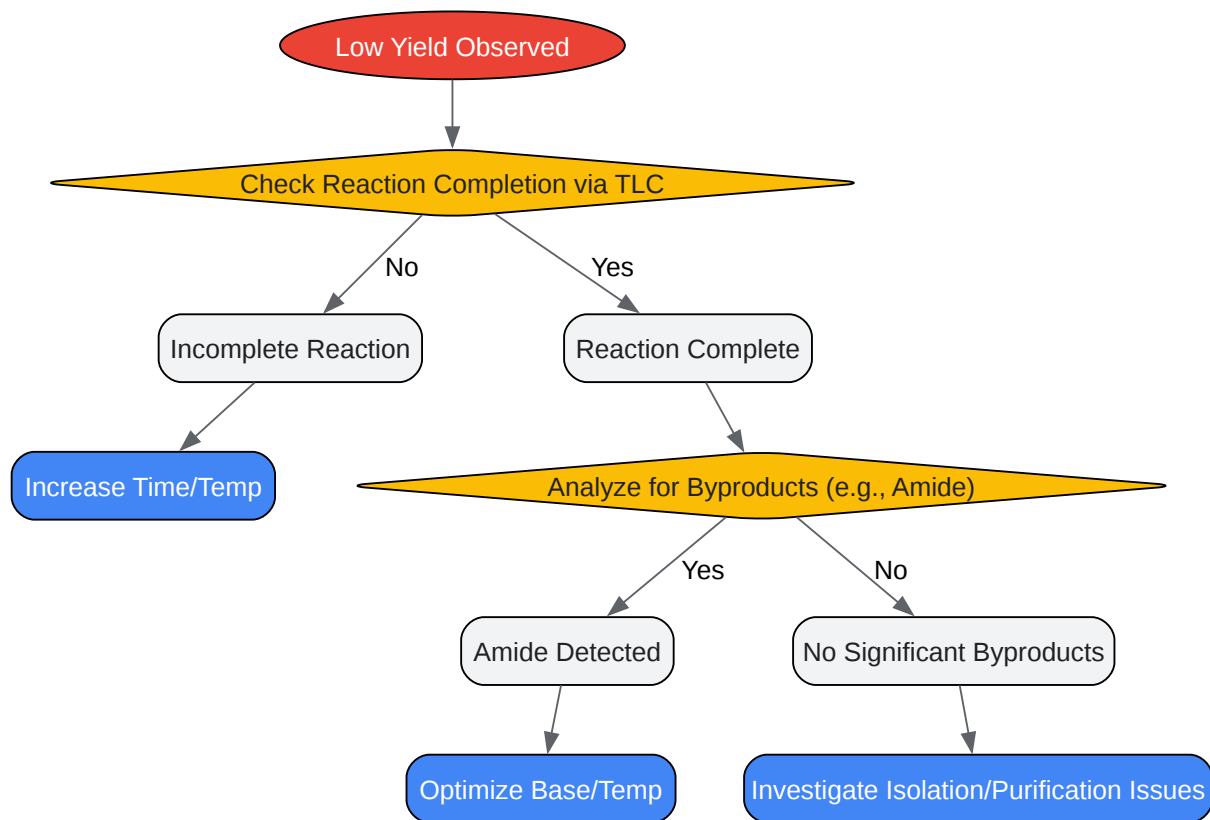 Low Yield Observed
Check Reaction Completion via TLC
No
Yes
Incomplete Reaction
Reaction Complete
Increase Time/Temp
Analyze for Byproducts (e.g., Amide)
Yes
No
Amide Detected
No Significant Byproducts
Optimize Base/Temp
Investigate Isolation/Purification Issues